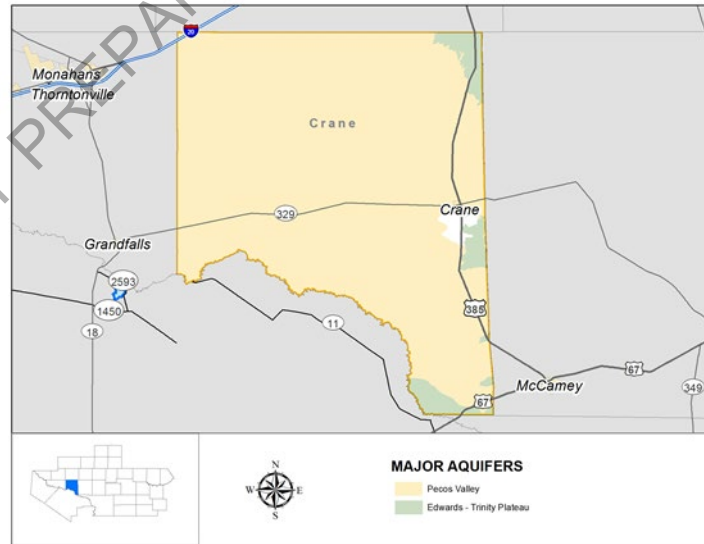 PREPAR
20
Monahans
Thorntonville
Crane
329
Crane
Grandfalls
2593
1450
18
11
385
67
McCamey
67
349
MAJOR AQUIFERS
Pecos Valley
Edwards - Trinity Plateau
N
W
E
S